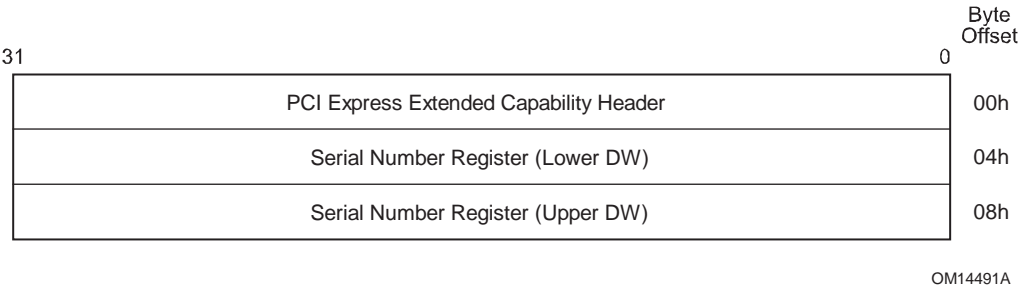 Byte
Offset
31 0
PCI Express Extended Capability Header 00h
Serial Number Register (Lower DW) 04h
Serial Number Register (Upper DW) 08h
OM14491A